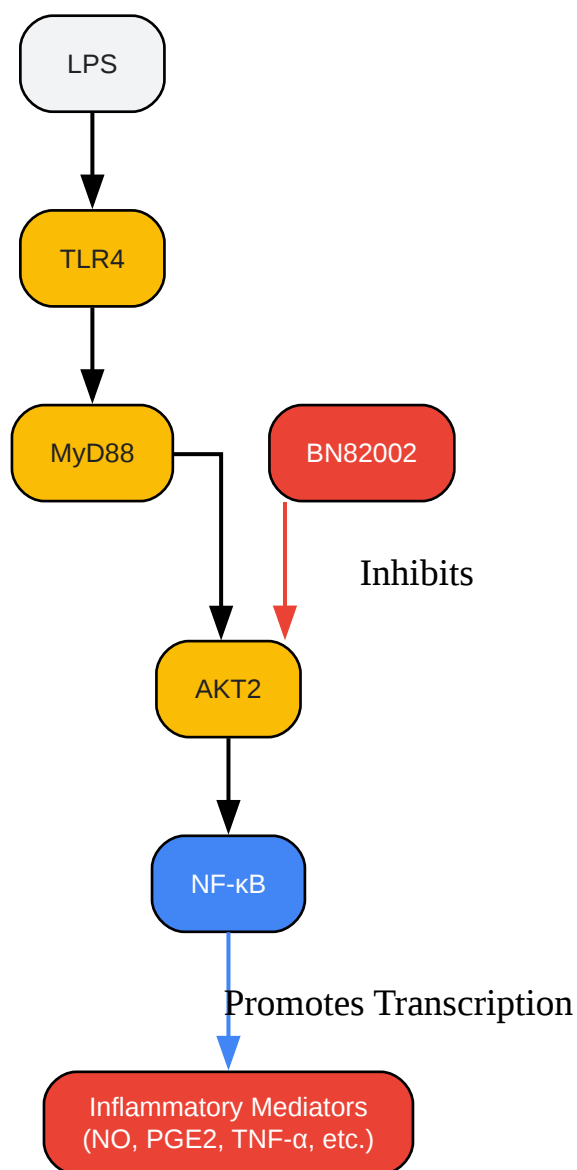 LPS
TLR4
MyD88
BN82002
Inhibits
AKT2
NF-κB
Promotes Transcription
Inflammatory Mediators
(NO, PGE2, TNF-α, etc.)